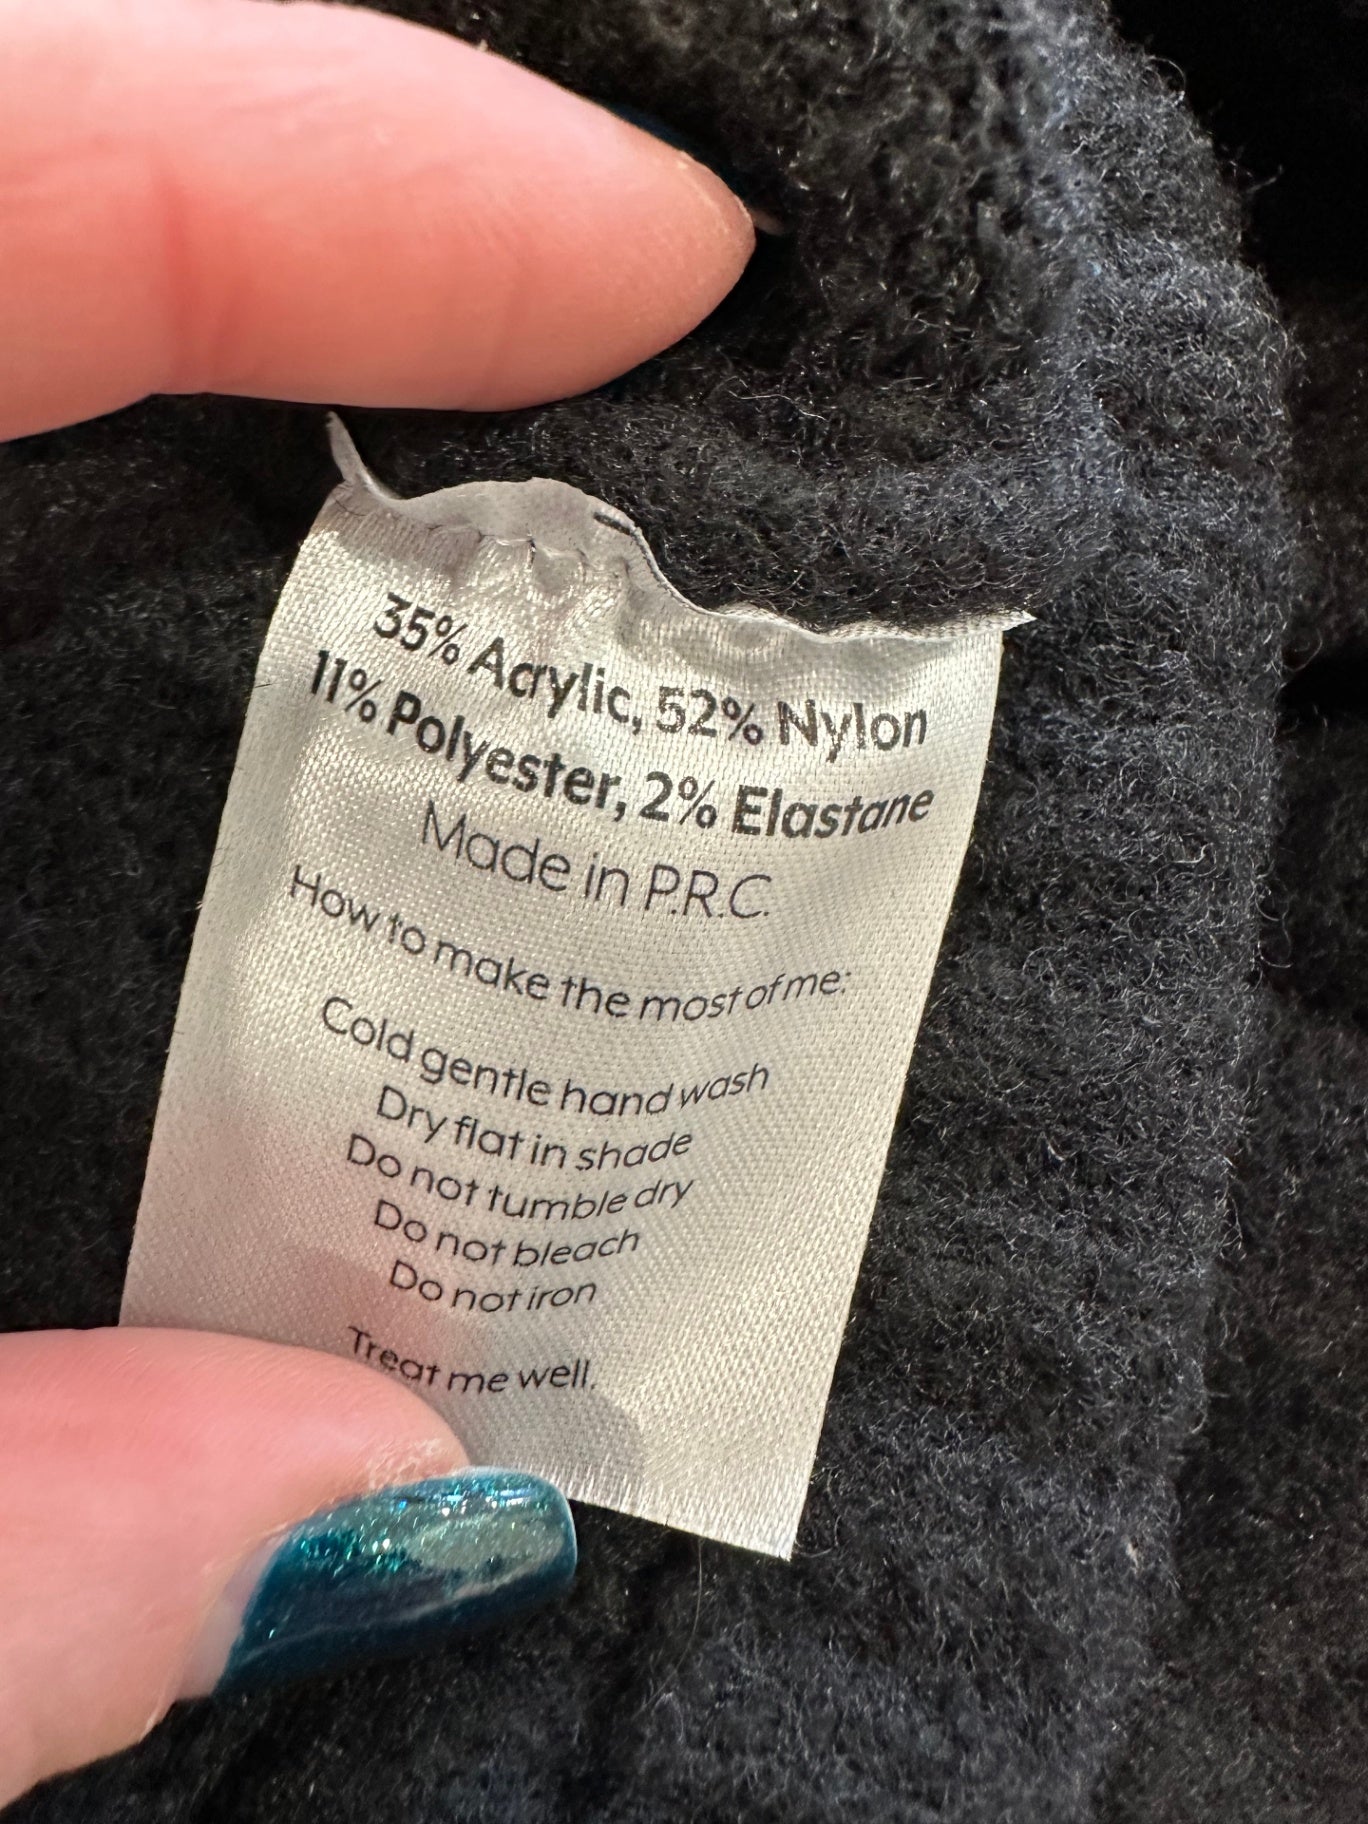 35% Acrylic, 52% Nylon
11% Polyester, 2% Elastane
Made in P.R.C.
How to make the most of me:
Cold gentle hand wash
Dry flat in shade
Do not tumble dry
Do not bleach
Do not iron
Treat me well.